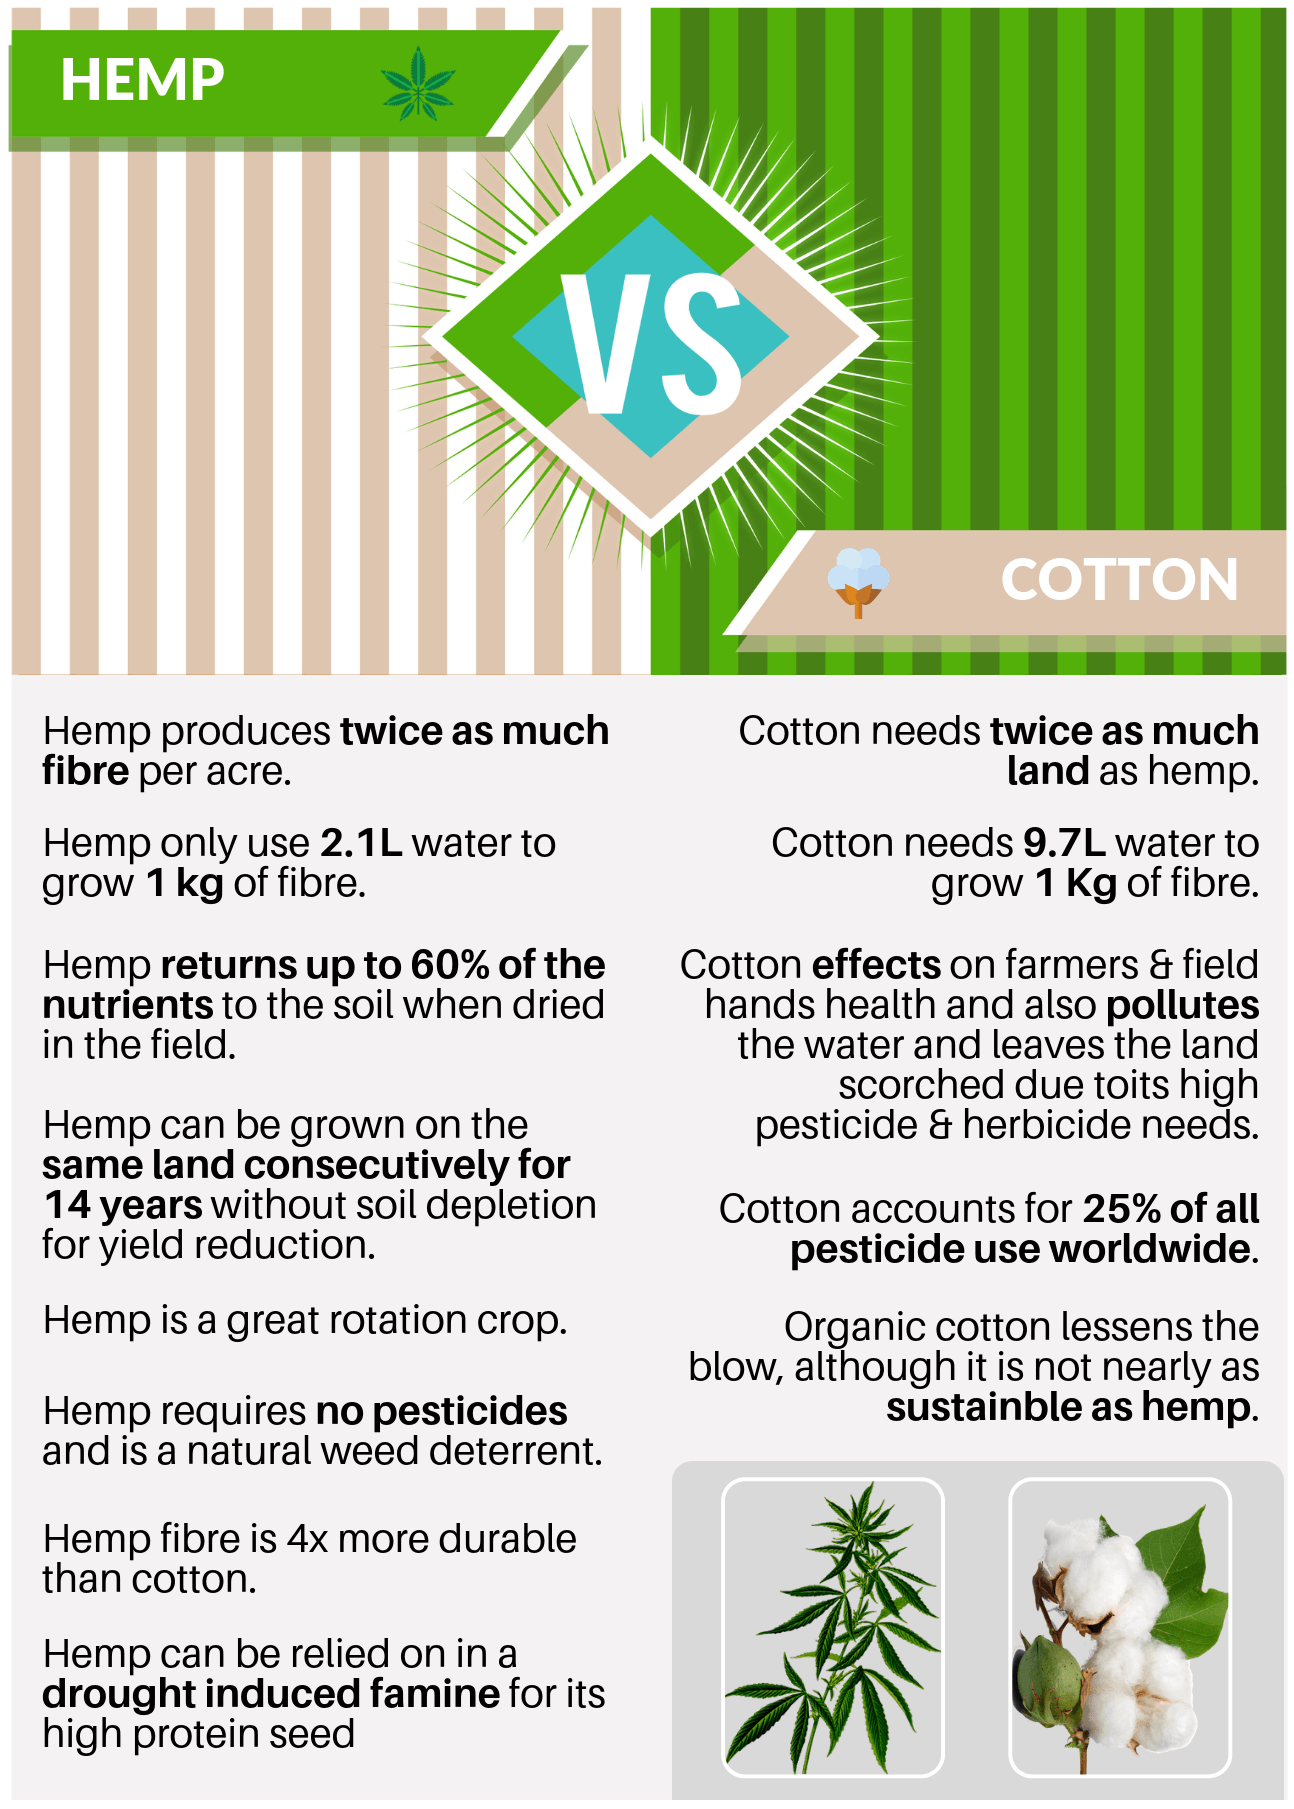 HEMP
VS
COTTON
Hemp produces twice as much
fibre per acre.
Hemp only use 2.1L water to
grow 1 kg of fibre.
Hemp returns up to 60% of the
nutrients to the soil when dried
in the field.
Hemp can be grown on the
same land consecutively for
14 years without soil depletion
for yield reduction.
Hemp is a great rotation crop.
Hemp requires no pesticides
and is a natural weed deterrent.
Hemp fibre is 4x more durable
than cotton.
Hemp can be relied on in a
drought induced famine for its
high protein seed
Cotton needs twice as much
land as hemp.
Cotton needs 9.7L water to
grow 1 Kg of fibre.
Cotton effects on farmers & field
hands health and also pollutes
the water and leaves the land
scorched due toits high
pesticide & herbicide needs.
Cotton accounts for 25% of all
pesticide use worldwide.
Organic cotton lessens the
blow, although it is not nearly as
sustainble as hemp.